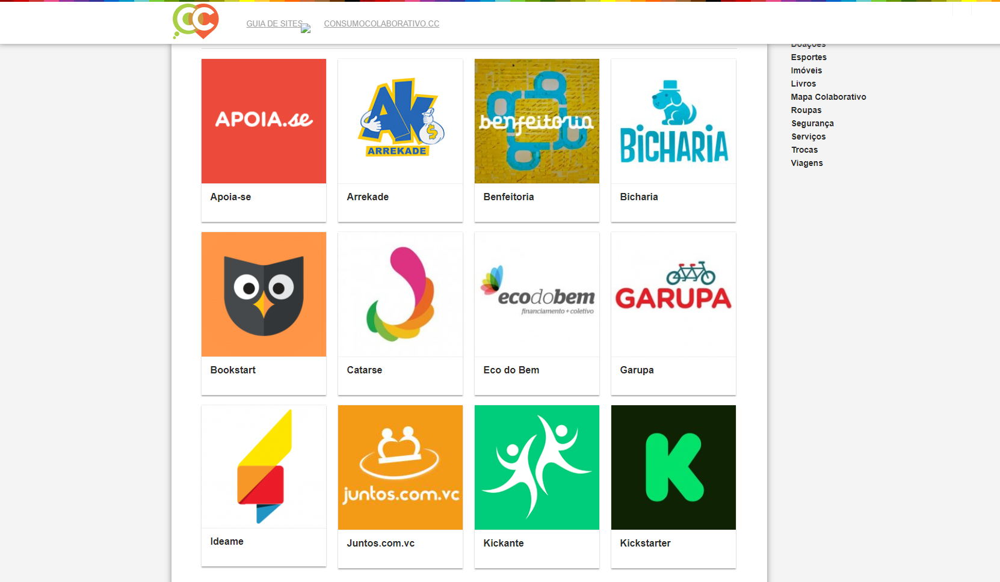 CC
GUIA DE SITES
CONSUMOCOLABORATIVO.CC
Doações
Esportes
Imóveis
Livros
Mapa Colaborativo
Roupas
Segurança
Serviços
Trocas
Viagens
APOIA.se
Apoia-se
AK
$
ARREKADE
Arrekade
benfeitoria
Benfeitoria
BICHARIA
Bicharia
Bookstart
Catarse
ecodobem
financiamento + coletivo
Eco do Bem
GARUPA
Garupa
Ideame
juntos.com.vc
Juntos.com.vc
Kickante
K
Kickstarter